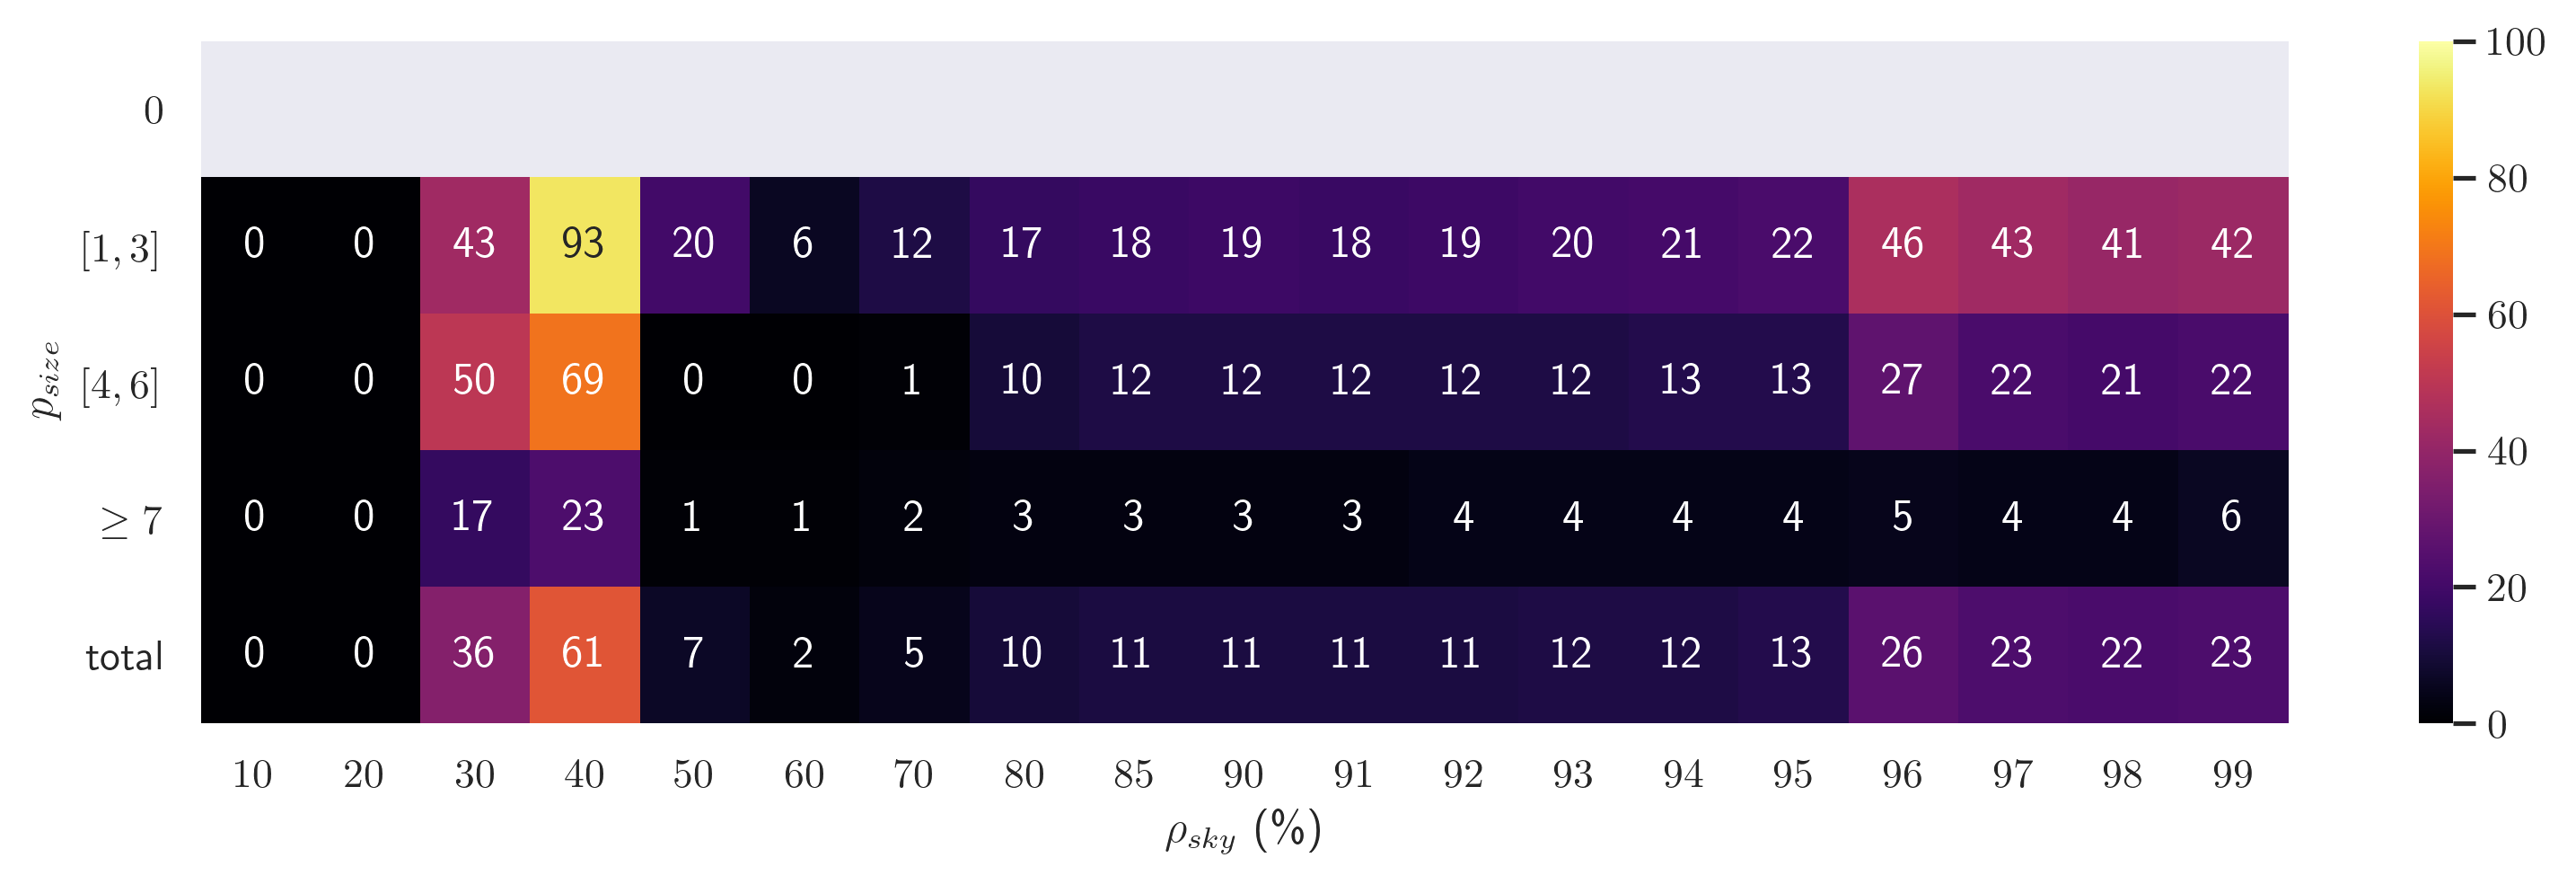 0
[1, 3] 0 0 43 93 20 6 12 17 18 19 18 19 20 21 22 46 43 41 42
[4, 6] 0 0 50 69 0 0 1 10 12 12 12 12 12 13 13 27 22 21 22
≥ 7 0 0 17 23 1 1 2 3 3 3 3 4 4 4 4 5 4 4 6
total 0 0 36 61 7 2 5 10 11 11 11 11 12 12 13 26 23 22 23
10 20 30 40 50 60 70 80 85 90 91 92 93 94 95 96 97 98 99
ρsky (%)
psize
100
80
60
40
20
0